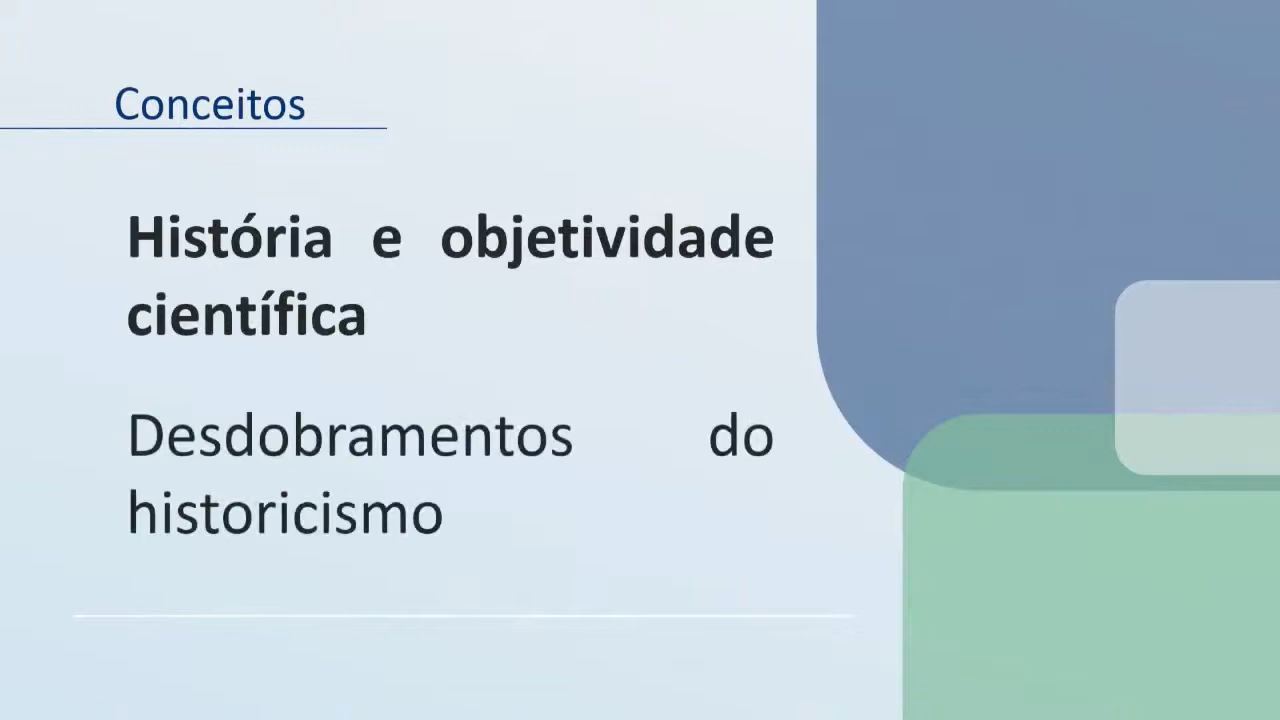 Conceitos
História e objetividade
científica
Desdobramentos do
historicismo